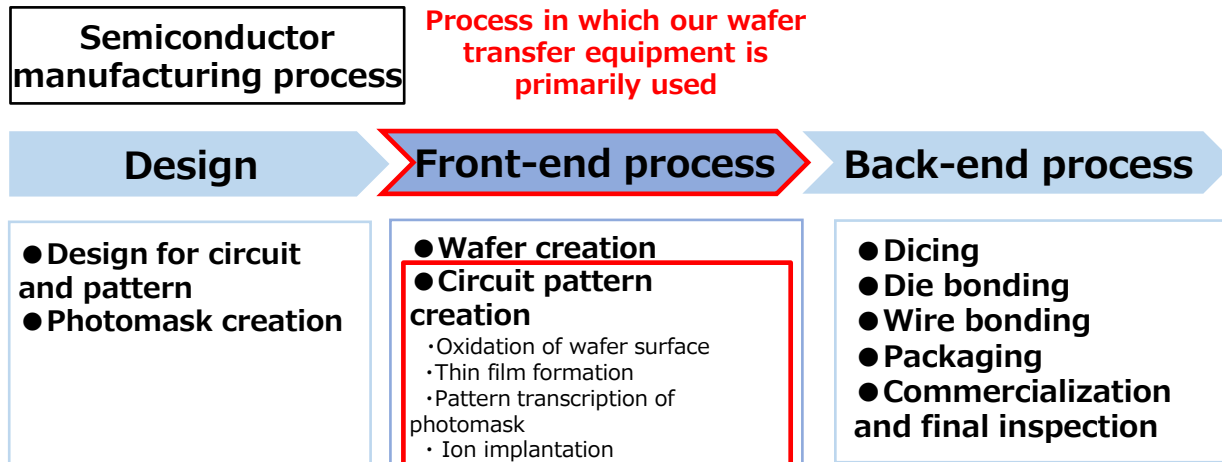 Semiconductor
manufacturing process
Process in which our wafer
transfer equipment is
primarily used
Design
Front-end process
Back-end process
●Design for circuit
and pattern
●Photomask creation
●Wafer creation
●Circuit pattern
creation
・Oxidation of wafer surface
・Thin film formation
・Pattern transcription of
photomask
・ Ion implantation
●Dicing
●Die bonding
●Wire bonding
●Packaging
●Commercialization
and final inspection